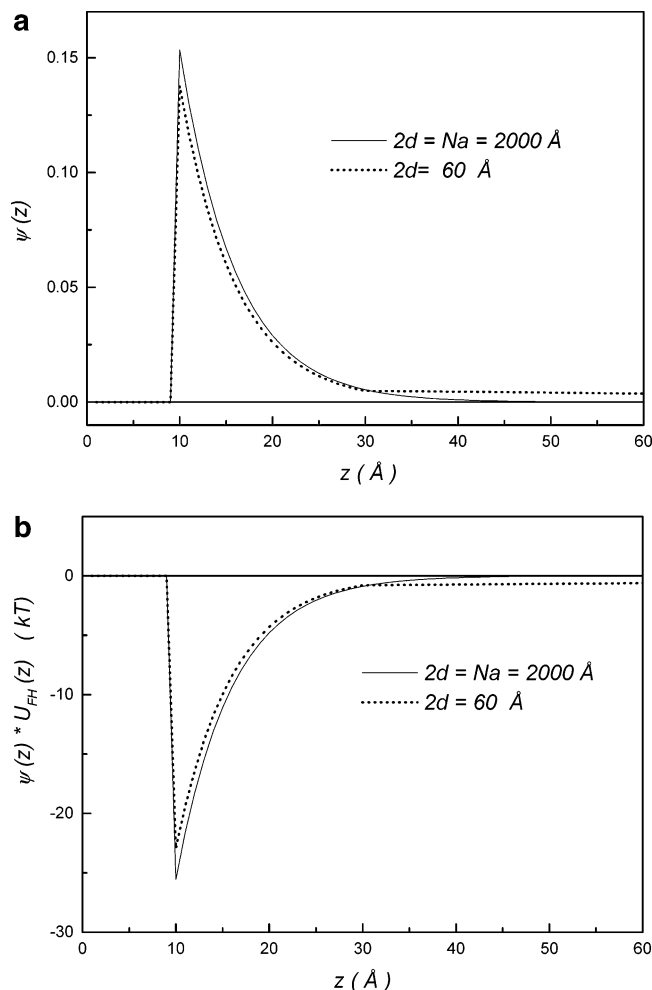 a
0.15
0.10
0.05
0.00
ψ (z)
2d = Na = 2000 Å
2d= 60 Å
0 10 20 30 40 50 60
z ( Å )
b
0
-10
-20
-30
ψ (z) * U_FH (z) ( kT)
2d = Na = 2000 Å
2d = 60 Å
0 10 20 30 40 50 60
z ( Å )